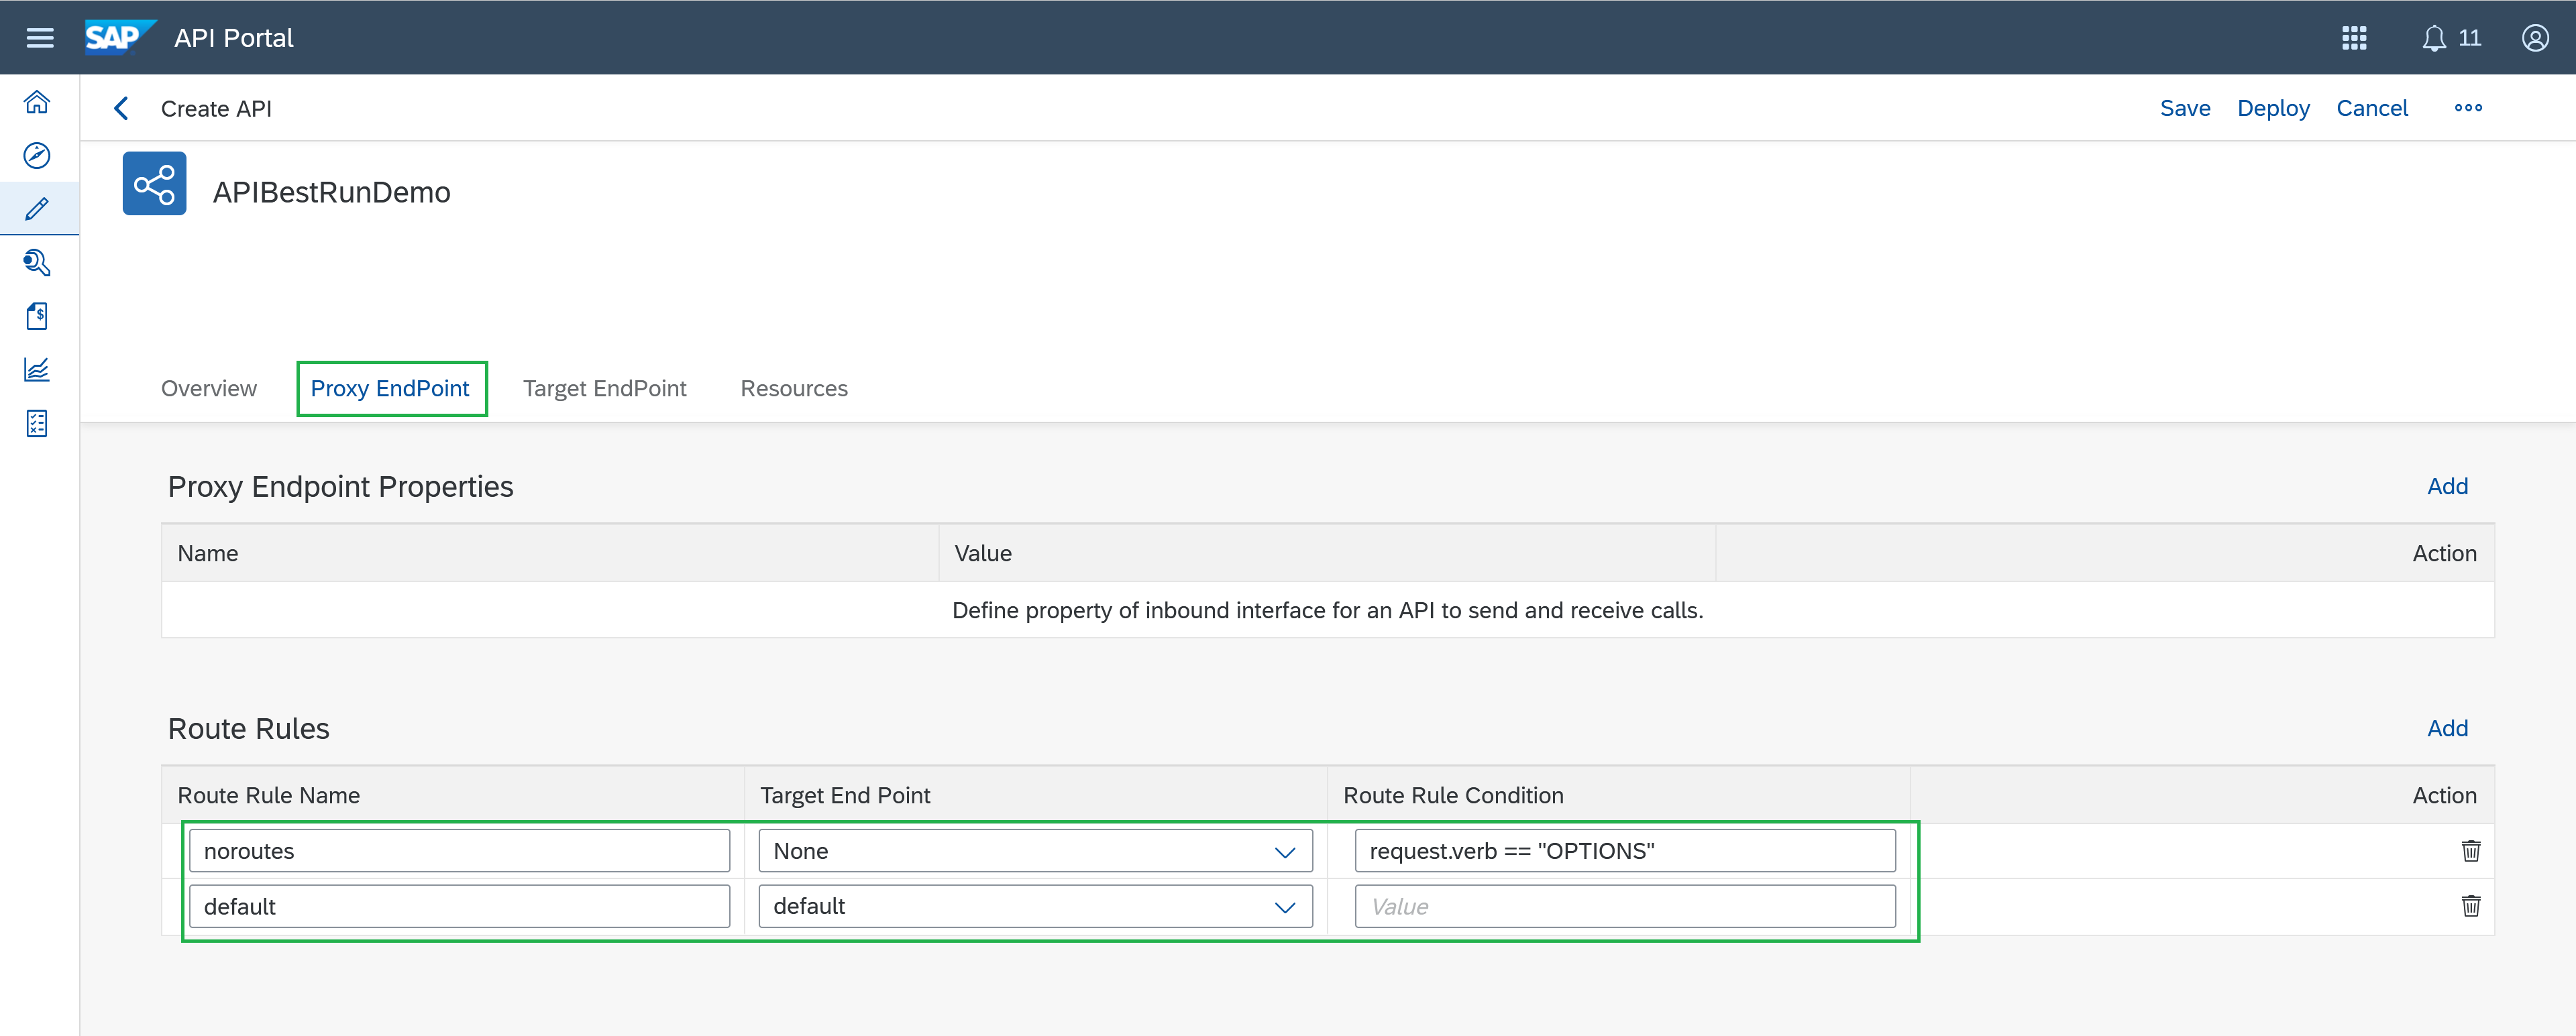 SAP API Portal 11
Create API Save Deploy Cancel
APIBestRunDemo
Overview Proxy EndPoint Target EndPoint Resources
Proxy Endpoint Properties Add
Name Value Action
Define property of inbound interface for an API to send and receive calls.
Route Rules Add
Route Rule Name Target End Point Route Rule Condition Action
noroutes None request.verb == "OPTIONS"
default default Value